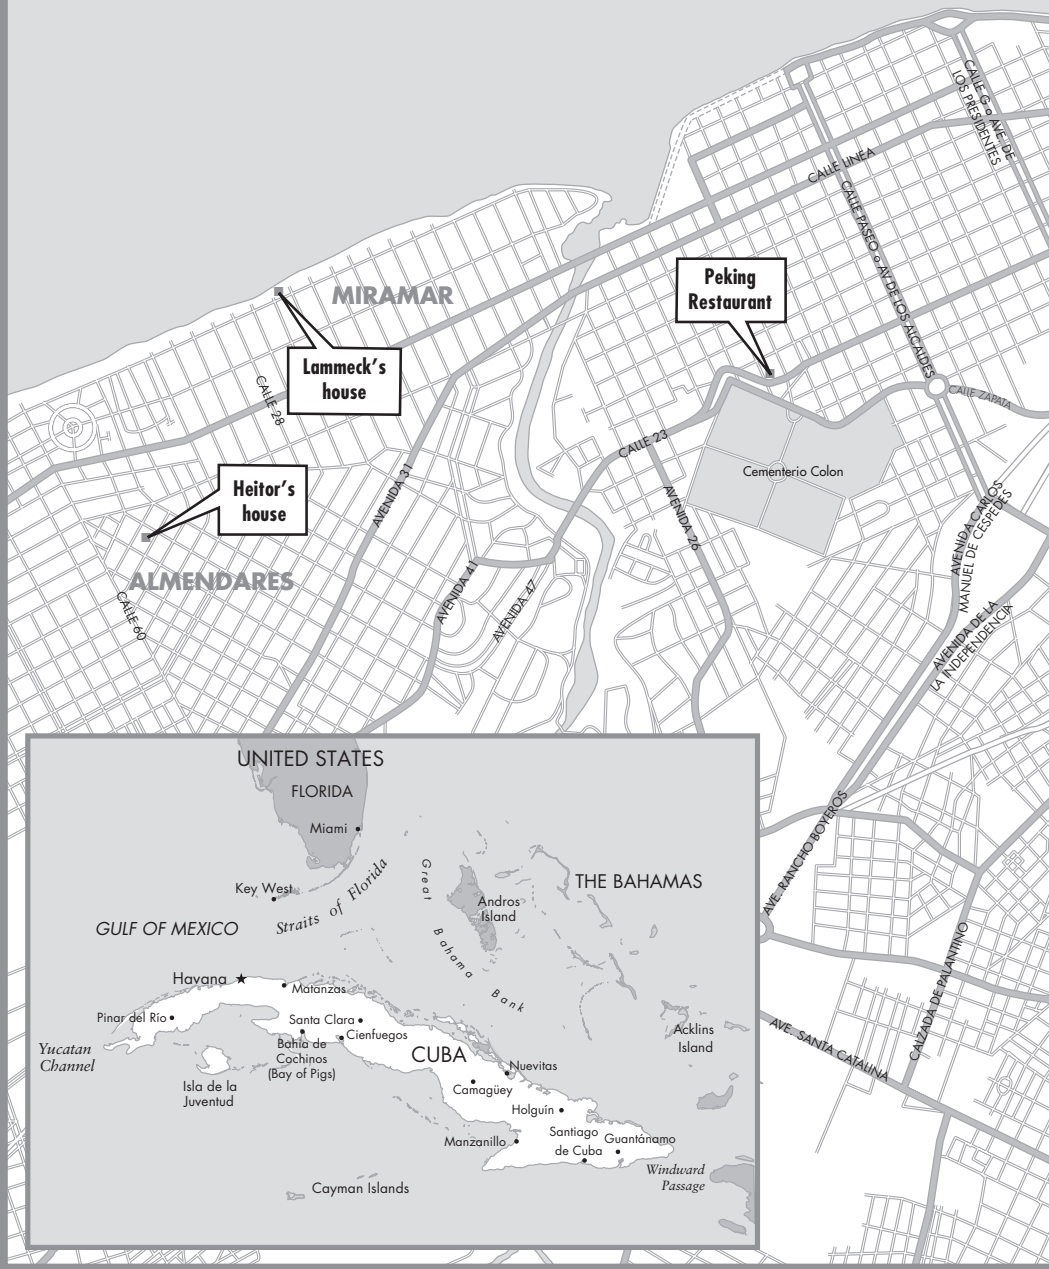 CALLE G o AVE. DE
LOS PRESIDENTES
CALLE LINEA
CALLE PASEO o AV DE LOS ALCALDES
Peking
Restaurant
MIRAMAR
Lammeck's
house
CALLE 28
CALLE ZAPATA
CALLE 23
Cementerio Colon
AVENIDA 31
Heitor's
house
AVENIDA 26
AVENIDA CARLOS
MANUEL DE CESPEDES
ALMENDARES
CALLE 60
AVENIDA 41
AVENIDA 47
AVENIDA DE LA
LA INDEPENDENCIA
AVE. RANCHO BOYEROS
CALZADA DE PALANTINO
AVE. SANTA CATALINA
UNITED STATES
FLORIDA
Miami
Key West
Straits of Florida
Great
Bahama
Bank
Andros
Island
THE BAHAMAS
GULF OF MEXICO
Havana
Matanzas
Pinar del Río
Santa Clara
Cienfuegos
Bahía de
Cochinos
(Bay of Pigs)
CUBA
Acklins
Island
Yucatan
Channel
Isla de la
Juventud
Nuevitas
Camagüey
Holguín
Manzanillo
Santiago
de Cuba
Guantánamo
Windward
Passage
Cayman Islands